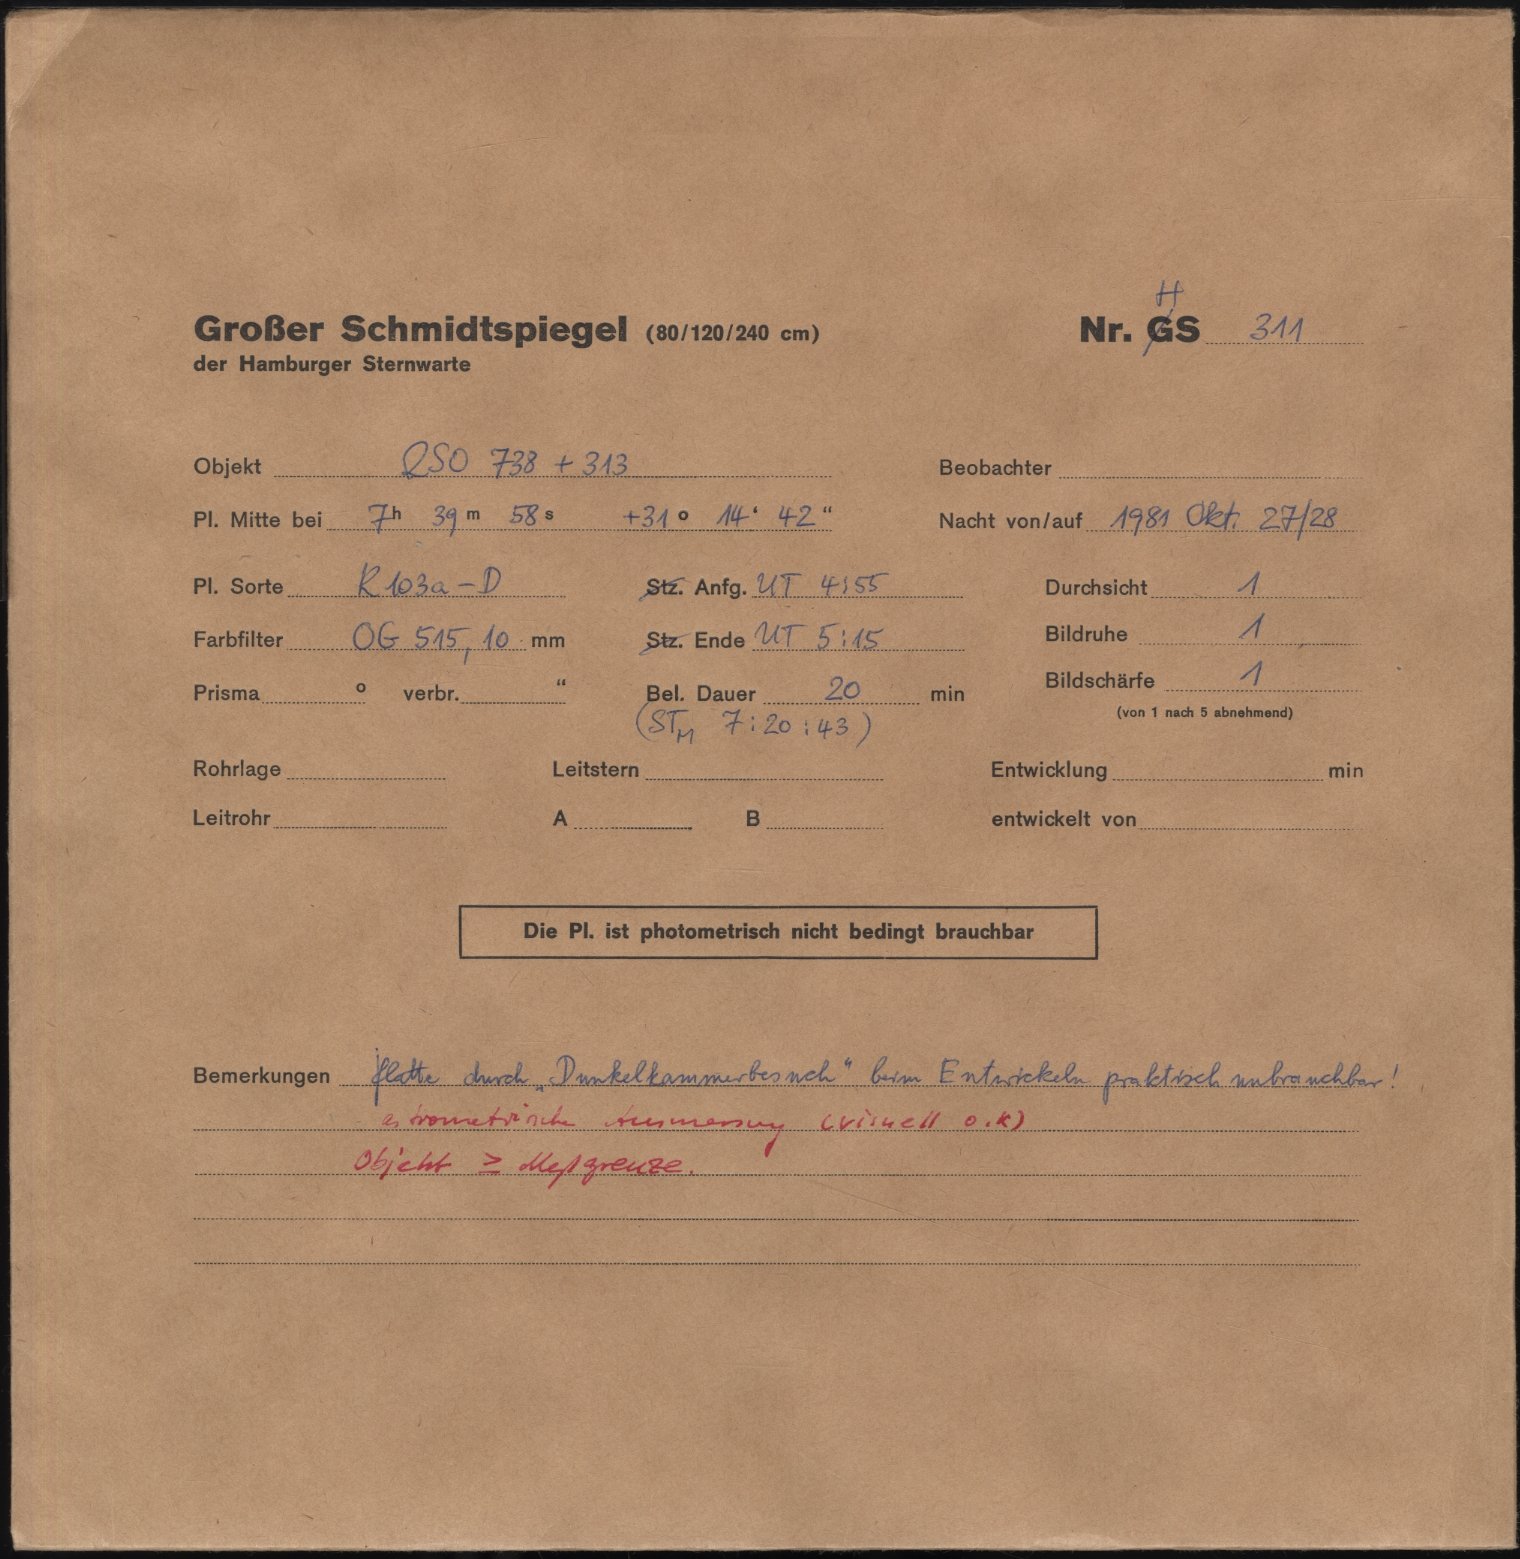 H
Großer Schmidtspiegel (80/120/240 cm) Nr. GS 311
der Hamburger Sternwarte
Objekt QSO 738 + 313 Beobachter
Pl. Mitte bei 7h 39m 58s +31° 14‘ 42“ Nacht von/auf 1981 Okt. 27/28
Pl. Sorte R 103a-D Stz. Anfg. UT 4:55 Durchsicht 1
Farbfilter OG 515, 10 mm Stz. Ende UT 5:15 Bildruhe 1
Prisma ° verbr. “ Bel. Dauer 20 min Bildschärfe 1
(STM 7:20:43) (von 1 nach 5 abnehmend)
Rohrlage Leitstern Entwicklung min
Leitrohr A B entwickelt von
Die Pl. ist photometrisch nicht bedingt brauchbar
Bemerkungen Platte durch „Dunkelkammerbesuch“ beim Entwickeln praktisch unbrauchbar!
astrometrische Ausmessung (visuell o.k)
Objekt ≥ Meßgrenze.